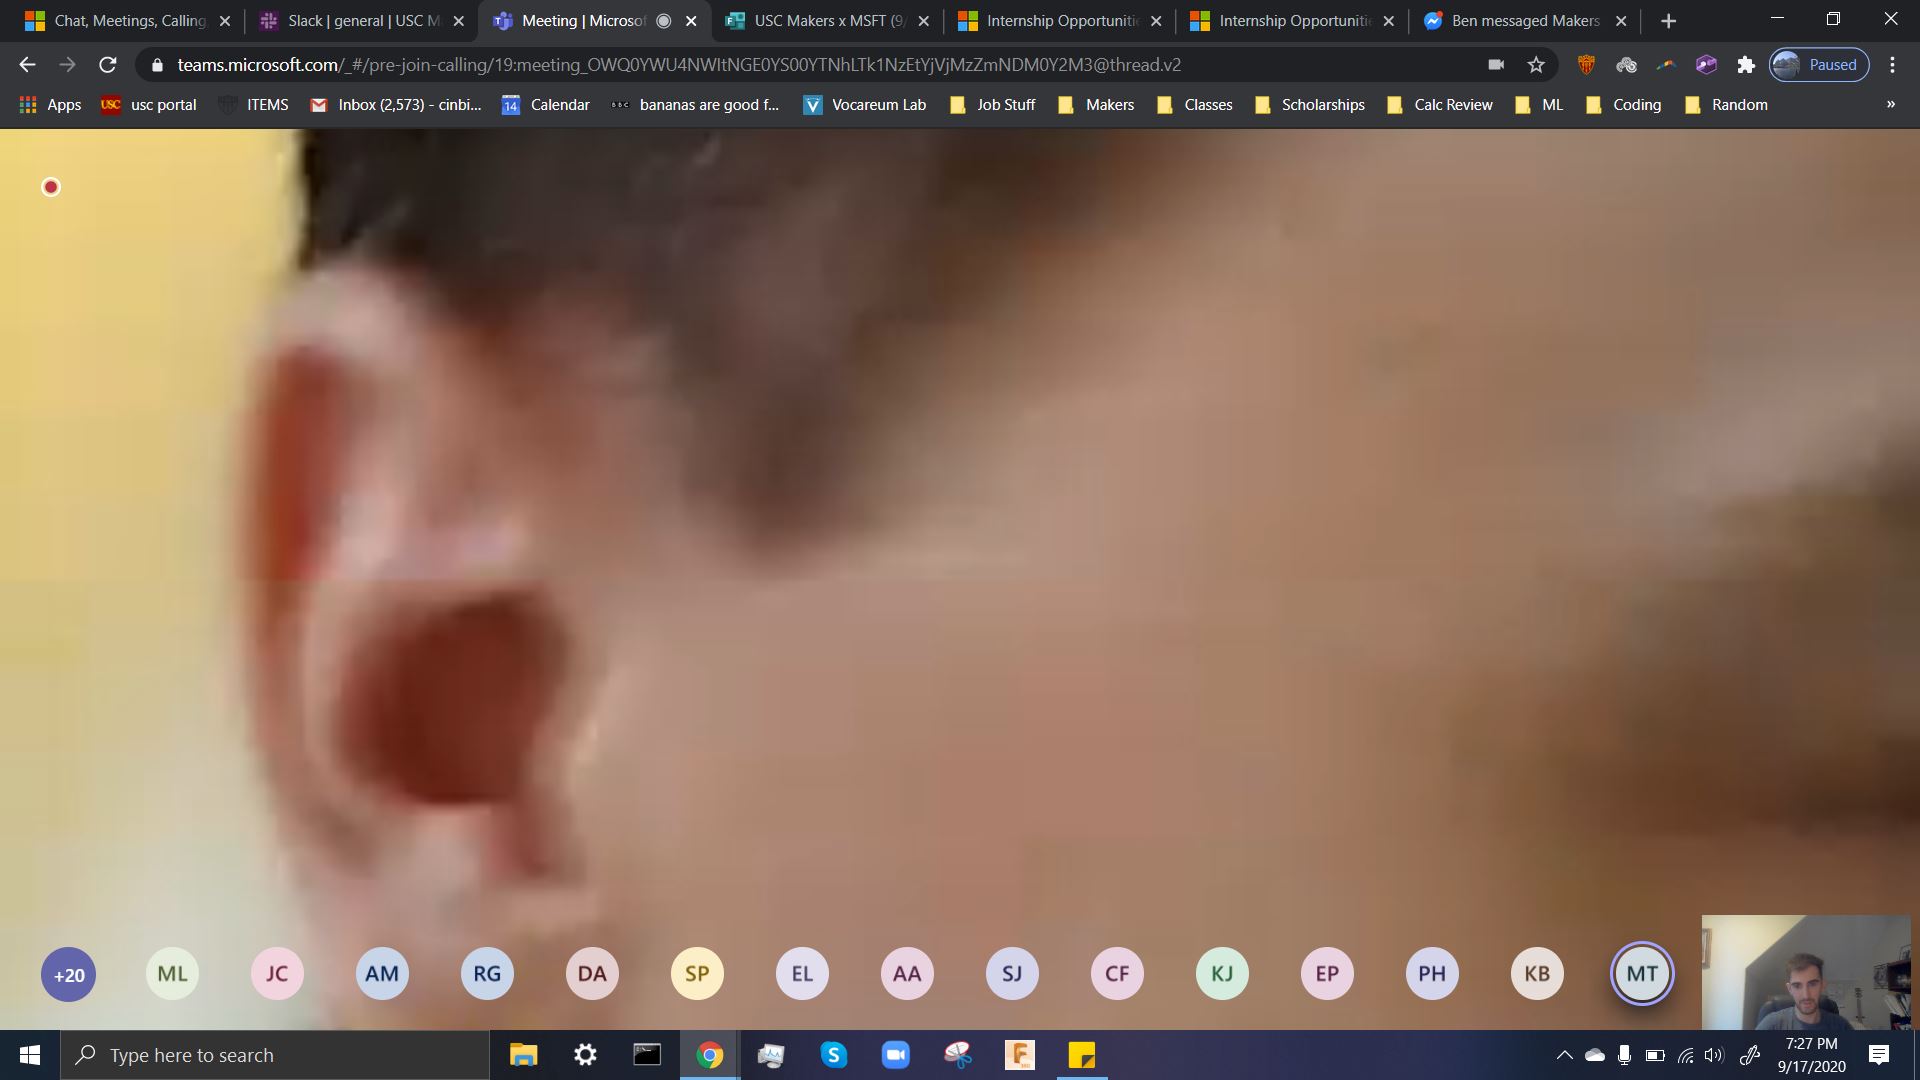 Chat, Meetings, Calling,
Slack | general | USC M
Meeting | Microsof
USC Makers x MSFT (9/
Internship Opportunitie
Internship Opportunitie
Ben messaged Makers
teams.microsoft.com/_#/pre-join-calling/19:meeting_OWQ0YWU4NWItNGE0YS00YTNhLTk1NzEtYjVjMzZmNDM0Y2M3@thread.v2
Paused
Apps
USC
usc portal
ITEMS
Inbox (2,573) - cinbi...
14
Calendar
BBC
bananas are good f...
Vocareum Lab
Job Stuff
Makers
Classes
Scholarships
Calc Review
ML
Coding
Random
»
+20
ML
JC
AM
RG
DA
SP
EL
AA
SJ
CF
KJ
EP
PH
KB
MT
Type here to search
7:27 PM
9/17/2020